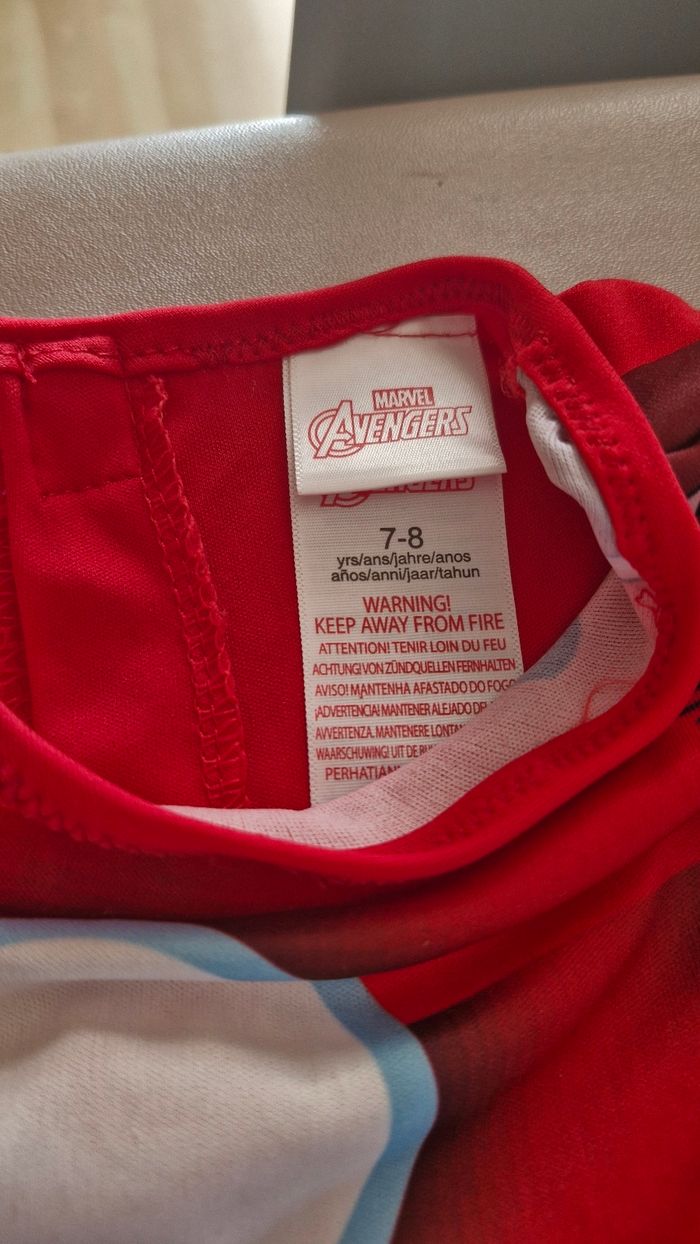 MARVEL
AVENGERS
7-8
yrs/ans/jahre/anos
años/anni/jaar/tahun
WARNING!
KEEP AWAY FROM FIRE
ATTENTION! TENIR LOIN DU FEU
ACHTUNG! VON ZÜNDQUELLEN FERNHALTEN
AVISO! MANTENHA AFASTADO DO FOGO
¡ADVERTENCIA! MANTENER ALEJADO
AVVERTENZA. MANTENERE
WAARSCHUWING! UIT DE